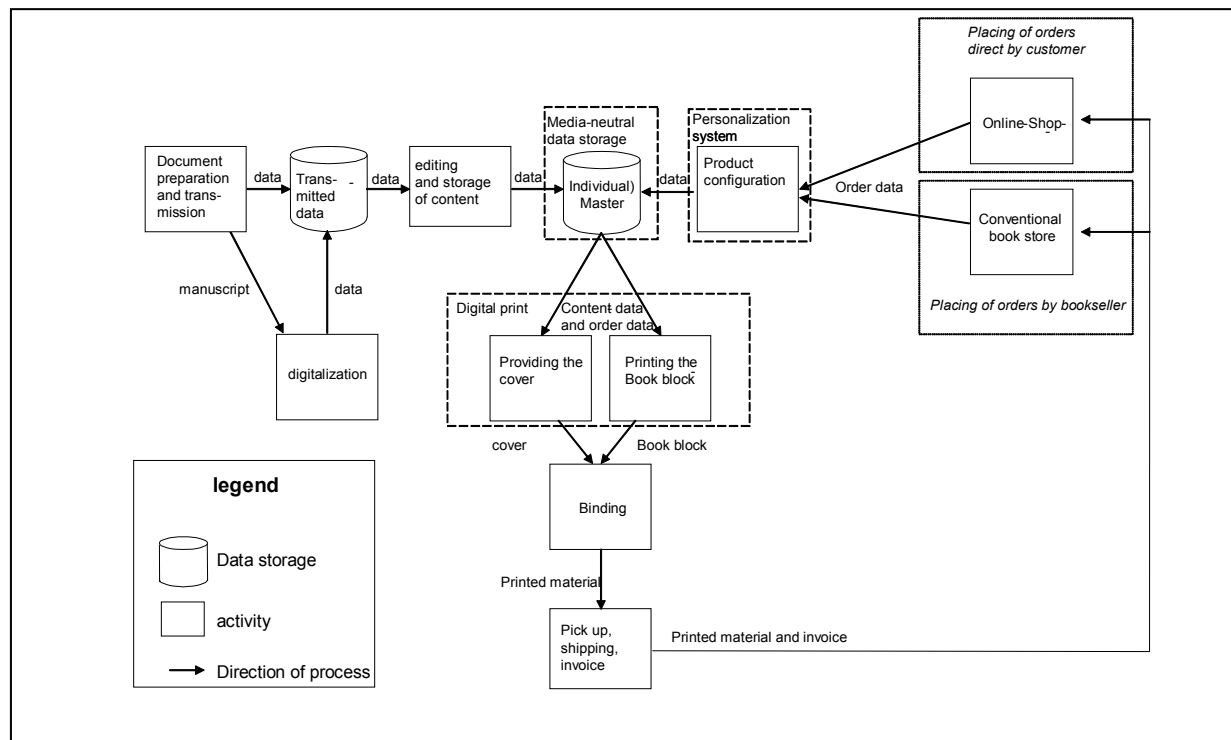 Placing of orders
direct by customer
Online-Shop-
Media-neutral
data storage
Personalization
system
Document
preparation
and trans-
mission
data
Trans- -
mitted
data
data
editing
and storage
of content
data
Individual)
Master
data
Product
configuration
Order data
Conventional
book store
Placing of orders by bookseller
manuscript
data
digitalization
Digital print
Content data
and order data
Providing the
cover
Printing the
Book block-
cover
Book block
Binding
Printed material
Pick up,
shipping,
invoice
Printed material and invoice
legend
Data storage
activity
Direction of process